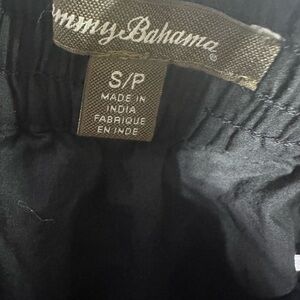 mmy Bahama®
S/P
MADE IN
INDIA
FABRIQUE
EN INDE